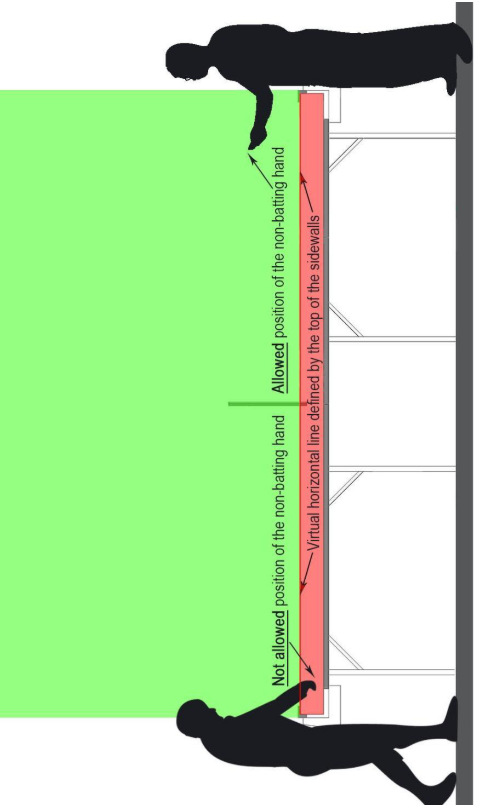 Not allowed position of the non-batting hand
Allowed position of the non-batting hand
Virtual horizontal line defined by the top of the sidewalls